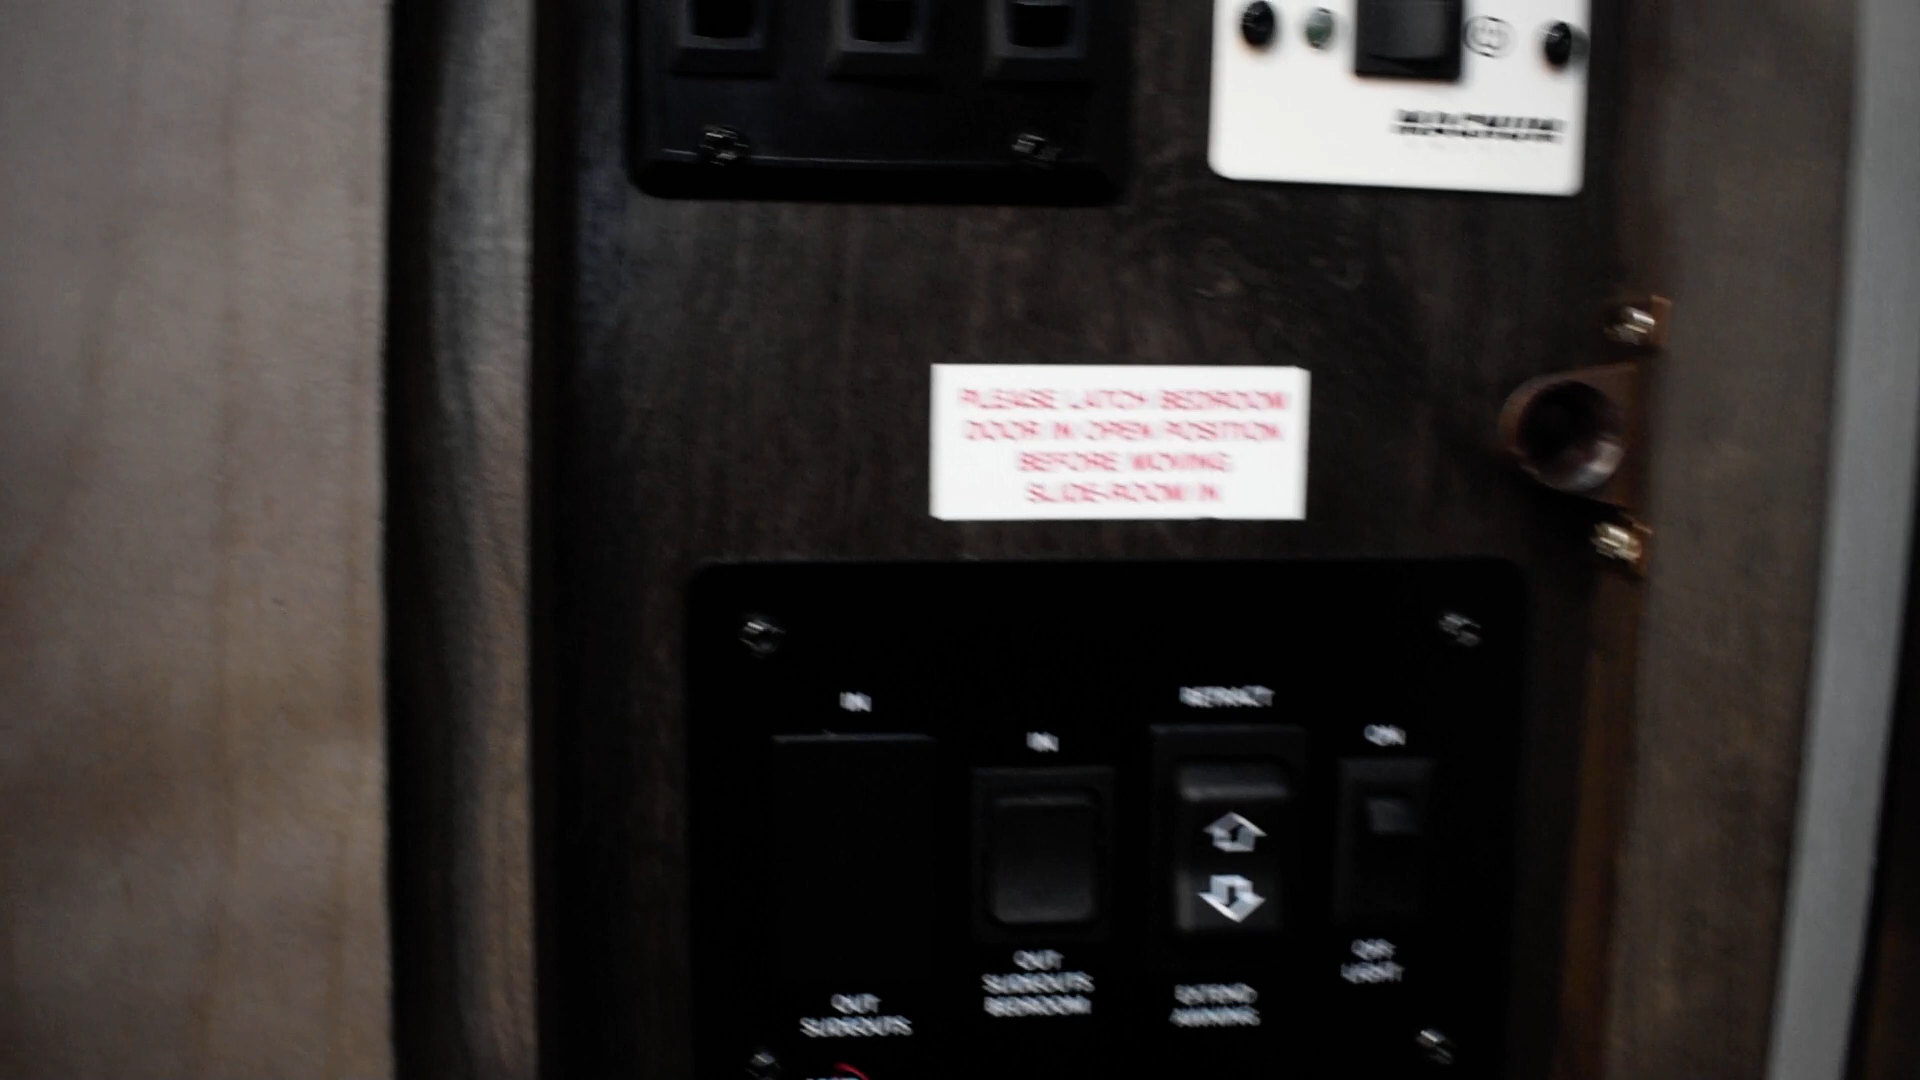 PLEASE LATCH BEDROOM
DOOR IN OPEN POSITION
BEFORE MOVING
SLIDE-ROOM IN
IN
IN
RETRACT
ON
OUT
SLIDEOUTS
BEDROOM
OFF
LIGHT
EXTEND
AWNING
OUT
SLIDEOUTS